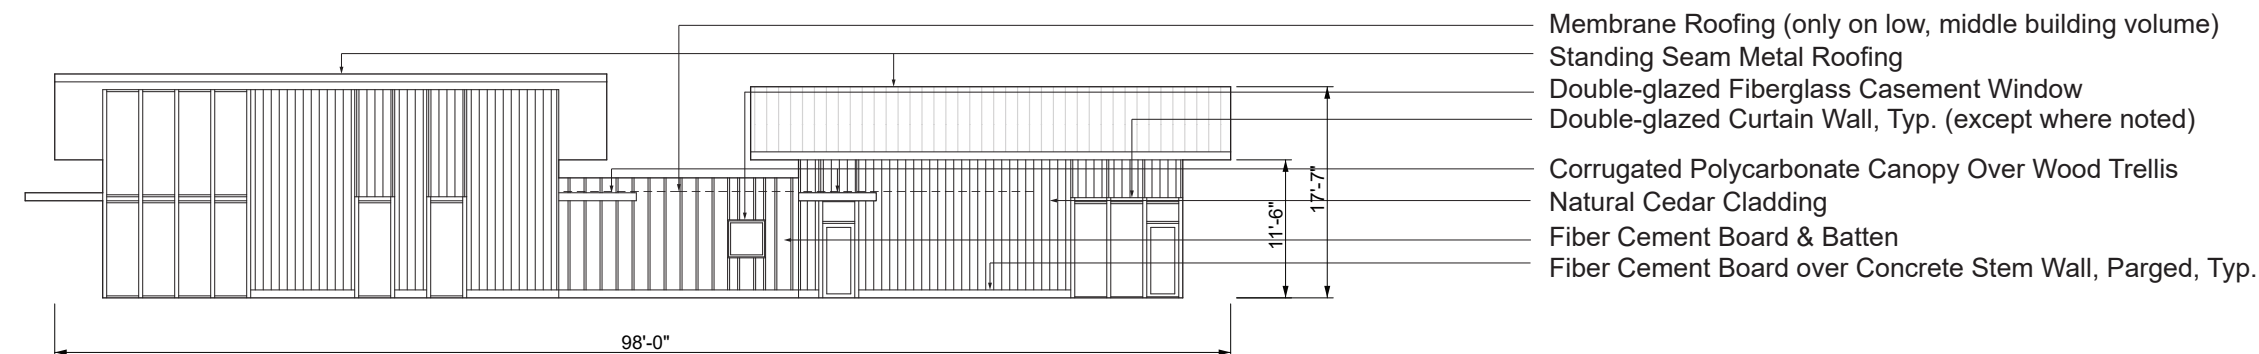 Membrane Roofing (only on low, middle building volume)
Standing Seam Metal Roofing
Double-glazed Fiberglass Casement Window
Double-glazed Curtain Wall, Typ. (except where noted)
Corrugated Polycarbonate Canopy Over Wood Trellis
Natural Cedar Cladding
Fiber Cement Board & Batten
Fiber Cement Board over Concrete Stem Wall, Parged, Typ.
11'-6"
17'-7"
98'-0"